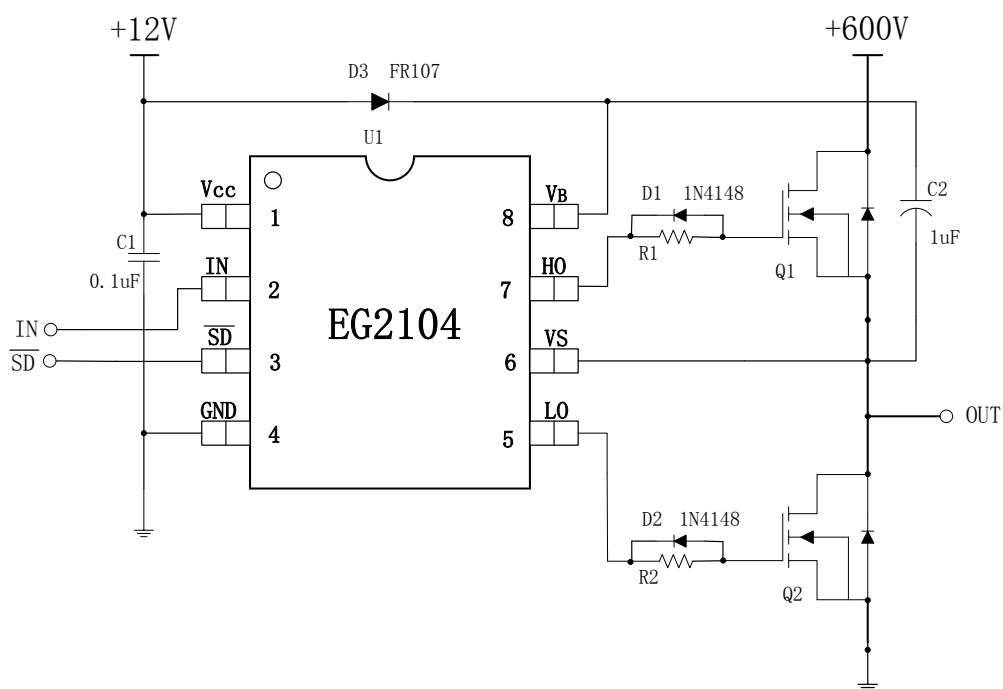 +12V
+600V
D3 FR107
U1
Vcc
1
VB
8
D1 1N4148
R1
Q1
C2
1uF
C1
0.1uF
IN
2
HO
7
EG2104
IN
SD
SD
3
VS
6
GND
4
LO
5
OUT
D2 1N4148
R2
Q2